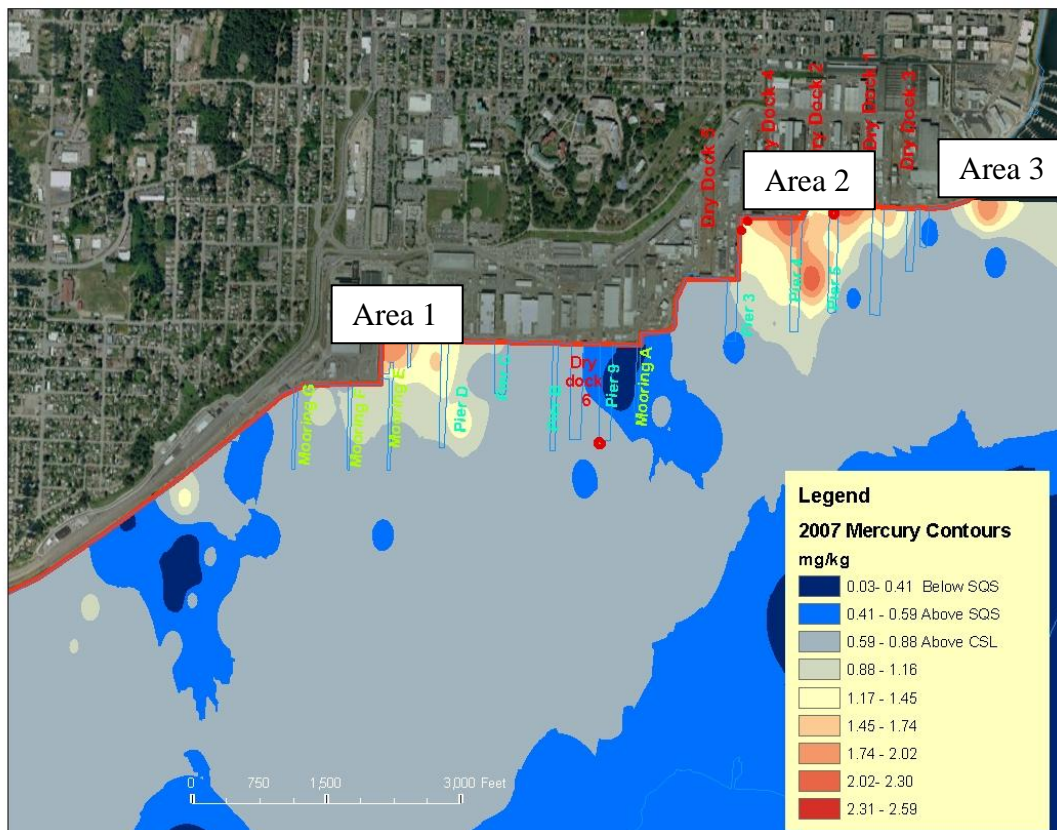 Dry Dock 5
Dry Dock 4
Dry Dock 2
Dry Dock 1
Dry Dock 3
Area 2
Area 3
Area 1
Pier 3
Pier 4
Pier 5
Mooring G
Mooring F
Mooring E
Pier D
Dry
dock
6
Pier 9
Mooring A
0 750 1,500 3,000 Feet
Legend
2007 Mercury Contours
mg/kg
0.03- 0.41 Below SQS
0.41 - 0.59 Above SQS
0.59 - 0.88 Above CSL
0.88 - 1.16
1.17 - 1.45
1.45 - 1.74
1.74 - 2.02
2.02- 2.30
2.31 - 2.59